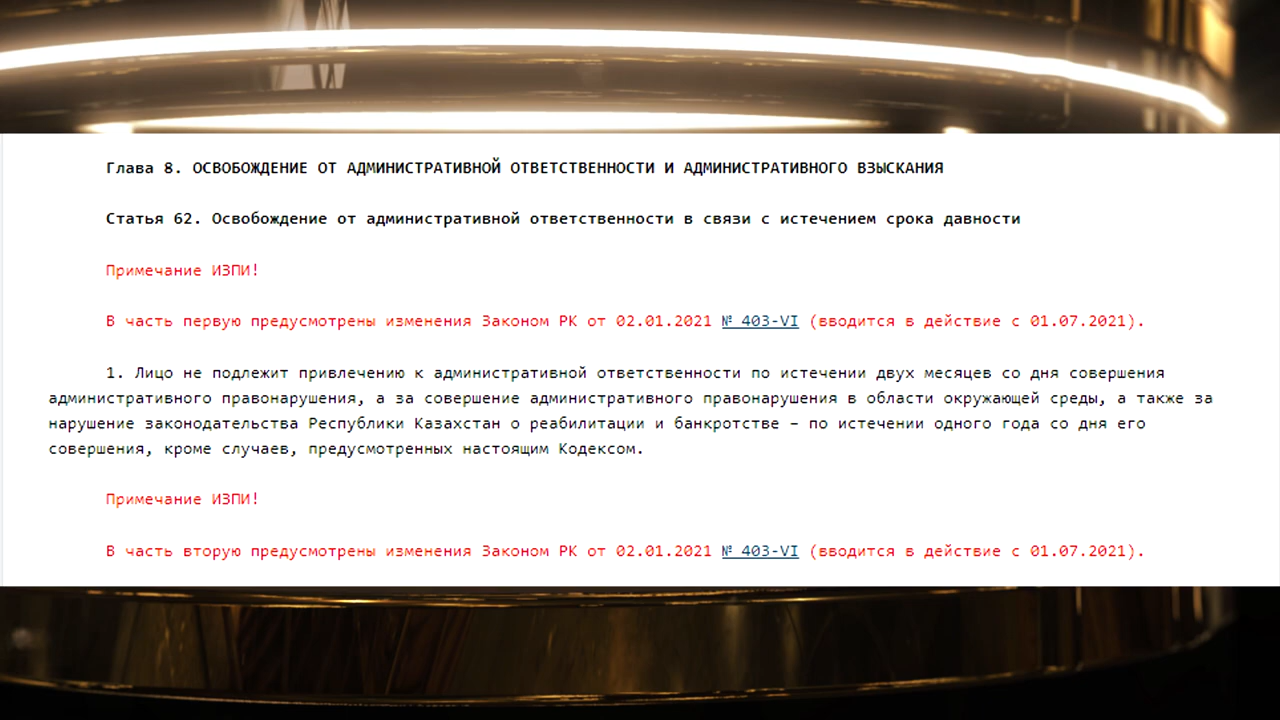 Глава 8. ОСВОБОЖДЕНИЕ ОТ АДМИНИСТРАТИВНОЙ ОТВЕТСТВЕННОСТИ И АДМИНИСТРАТИВНОГО ВЗЫСКАНИЯ
Статья 62. Освобождение от административной ответственности в связи с истечением срока давности
Примечание ИЗПИ!
В часть первую предусмотрены изменения Законом РК от 02.01.2021 № 403-VI (вводится в действие с 01.07.2021).
1. Лицо не подлежит привлечению к административной ответственности по истечении двух месяцев со дня совершения
административного правонарушения, а за совершение административного правонарушения в области окружающей среды, а также за
нарушение законодательства Республики Казахстан о реабилитации и банкротстве – по истечении одного года со дня его
совершения, кроме случаев, предусмотренных настоящим Кодексом.
Примечание ИЗПИ!
В часть вторую предусмотрены изменения Законом РК от 02.01.2021 № 403-VI (вводится в действие с 01.07.2021).